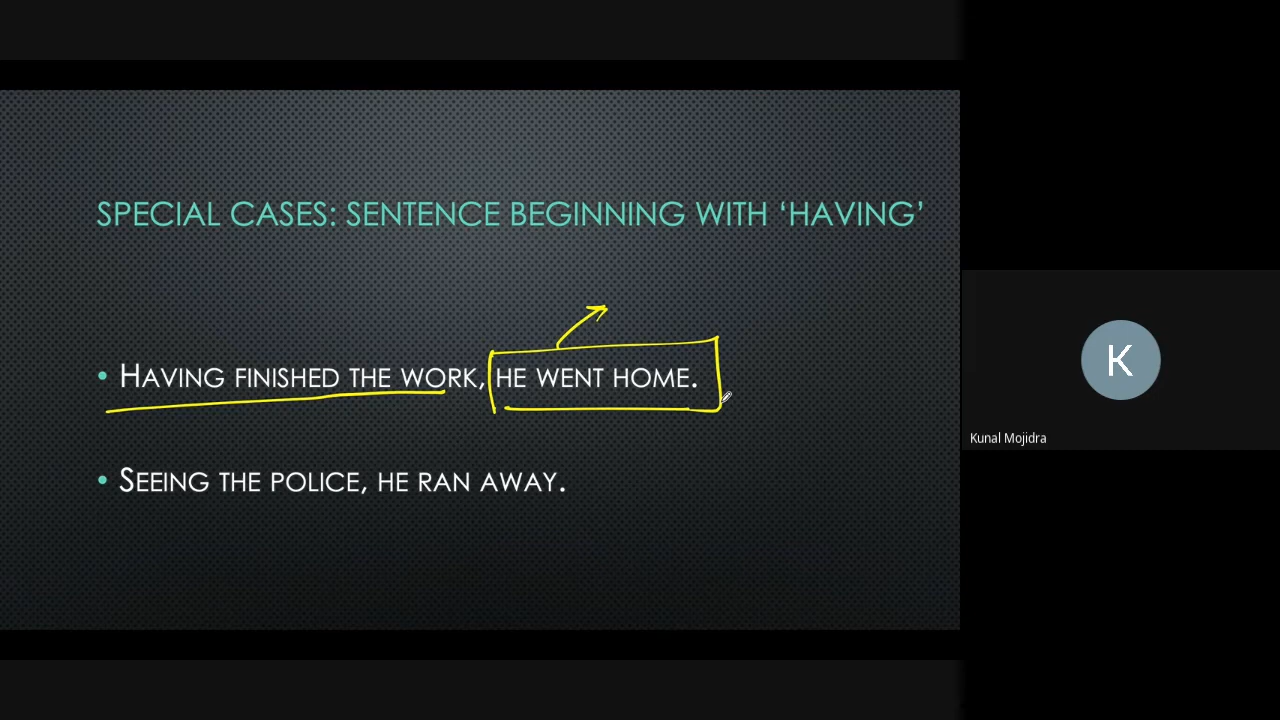 SPECIAL CASES: SENTENCE BEGINNING WITH ‘HAVING’
• HAVING FINISHED THE WORK, HE WENT HOME.
• SEEING THE POLICE, HE RAN AWAY.
K
Kunal Mojidra